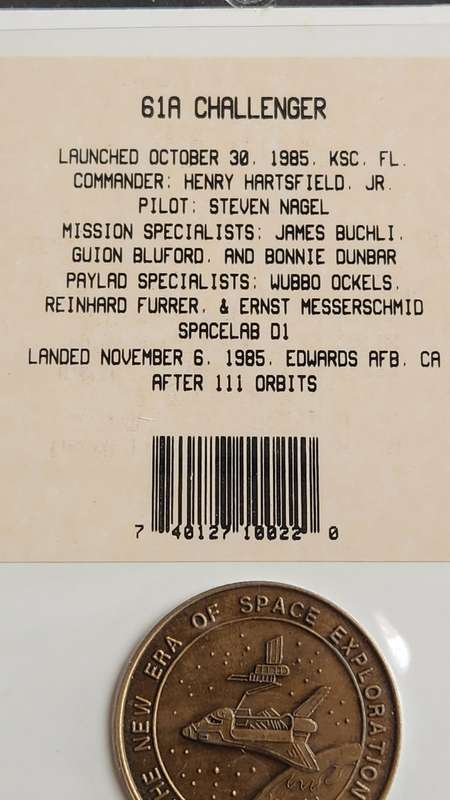 61A CHALLENGER
LAUNCHED OCTOBER 30, 1985, KSC, FL.
COMMANDER: HENRY HARTSFIELD, JR.
PILOT: STEVEN NAGEL
MISSION SPECIALISTS: JAMES BUCHLI,
GUION BLUFORD, AND BONNIE DUNBAR
PAYLAD SPECIALISTS: WUBBO OCKELS,
REINHARD FURRER, & ERNST MESSERSCHMID
SPACELAB D1
LANDED NOVEMBER 6, 1985, EDWARDS AFB, CA
AFTER 111 ORBITS
7 40127 10022 0
THE NEW ERA OF SPACE EXPLORATION